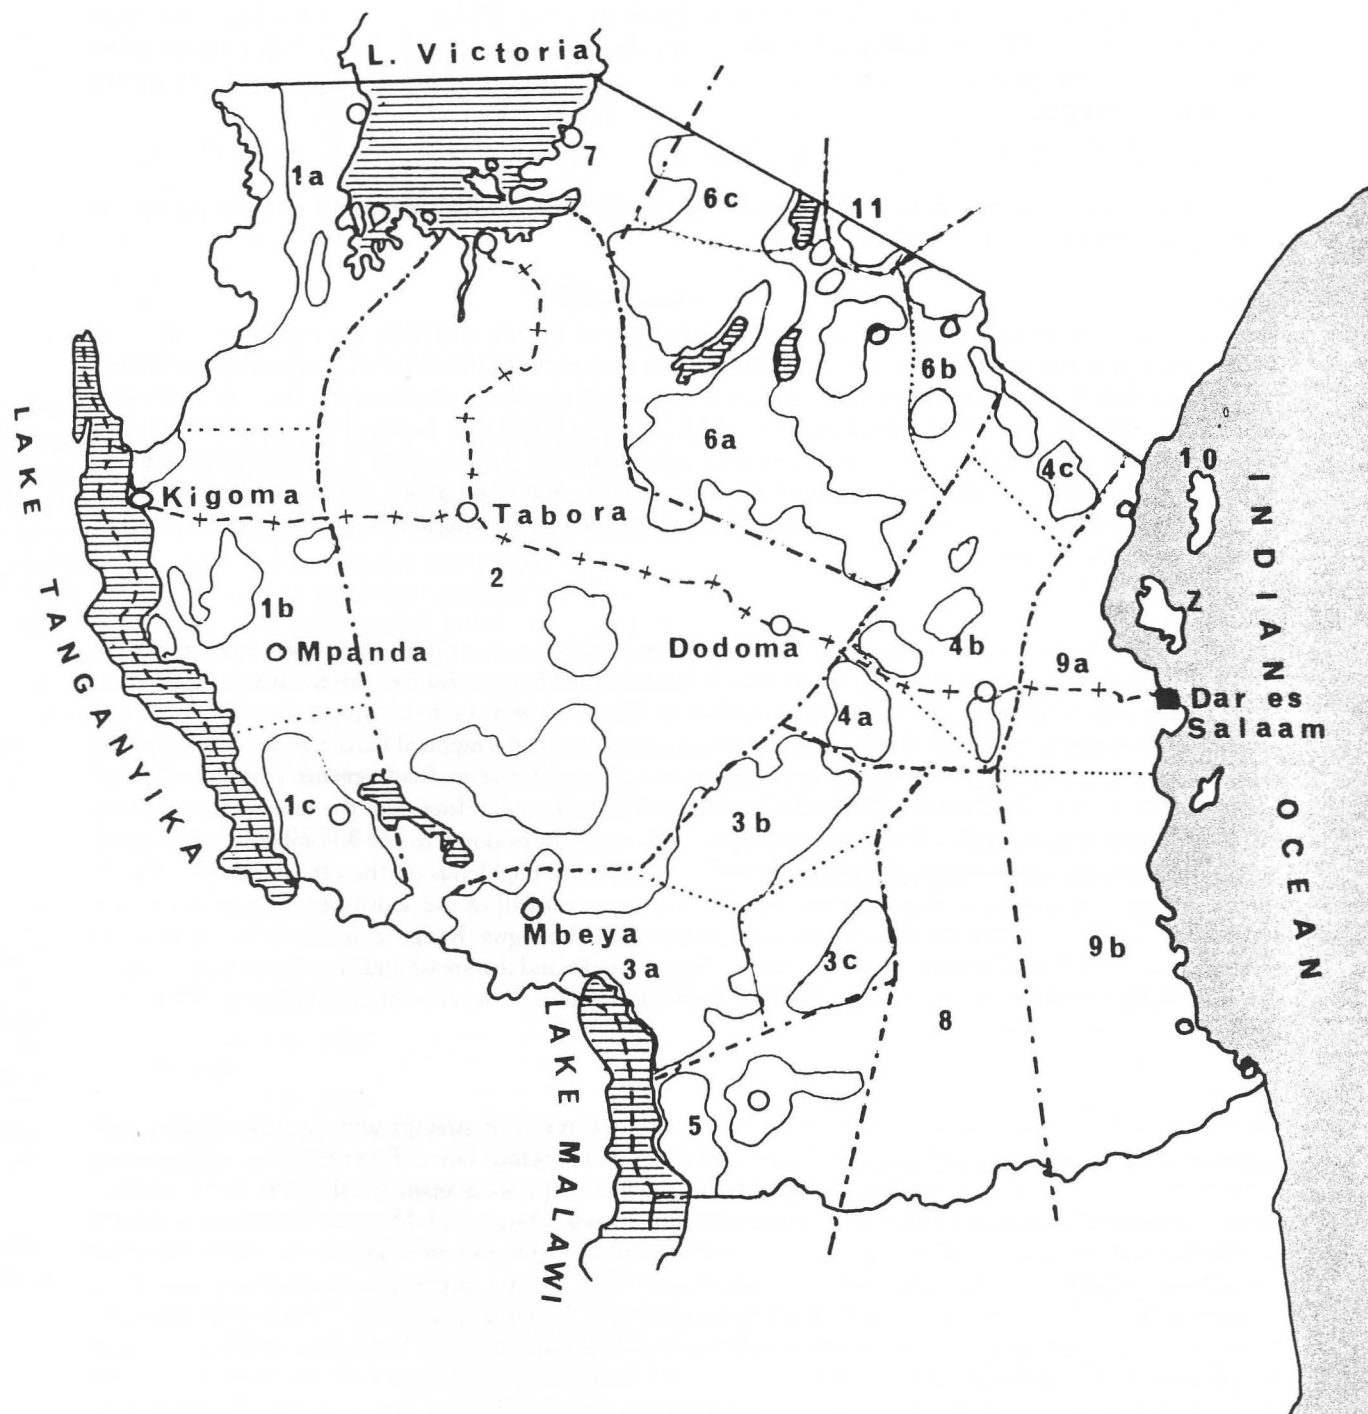 L. Victoria
7
1a
6c
11
6b
6a
4c
10
LAKE TANGANYIKA
Kigoma
Tabora
2
1b
Mpanda
Dodoma
4b
9a
Z
INDIAN OCEAN
Dar es
Salaam
4a
1c
3b
Mbeya
3a
3c
9b
8
LAKE MALAWI
5